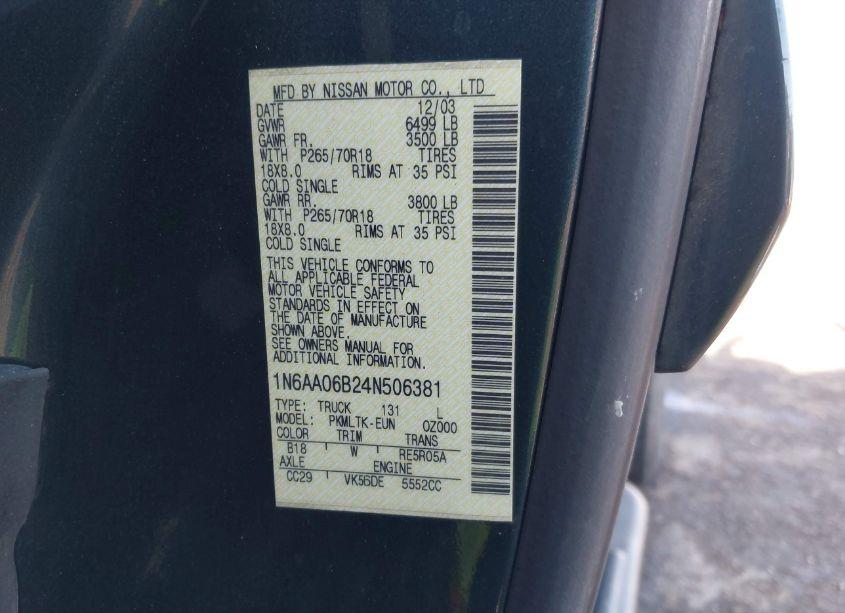 MFD BY NISSAN MOTOR CO., LTD
DATE 12/03
GVWR 6499 LB
GAWR FR. 3500 LB
WITH P265/70R18 TIRES
18X8.0 RIMS AT 35 PSI
COLD SINGLE
GAWR RR. 3800 LB
WITH P265/70R18 TIRES
18X8.0 RIMS AT 35 PSI
COLD SINGLE
THIS VEHICLE CONFORMS TO
ALL APPLICABLE FEDERAL
MOTOR VEHICLE SAFETY
STANDARDS IN EFFECT ON
THE DATE OF MANUFACTURE
SHOWN ABOVE.
SEE OWNERS MANUAL FOR
ADDITIONAL INFORMATION.
1N6AA06B24N506381
TYPE: TRUCK 131 L
MODEL: PKMLTK-EUN 0Z000
COLOR TRIM TRANS
B18 W RE5R05A
AXLE ENGINE
CC29 VK56DE 5552CC